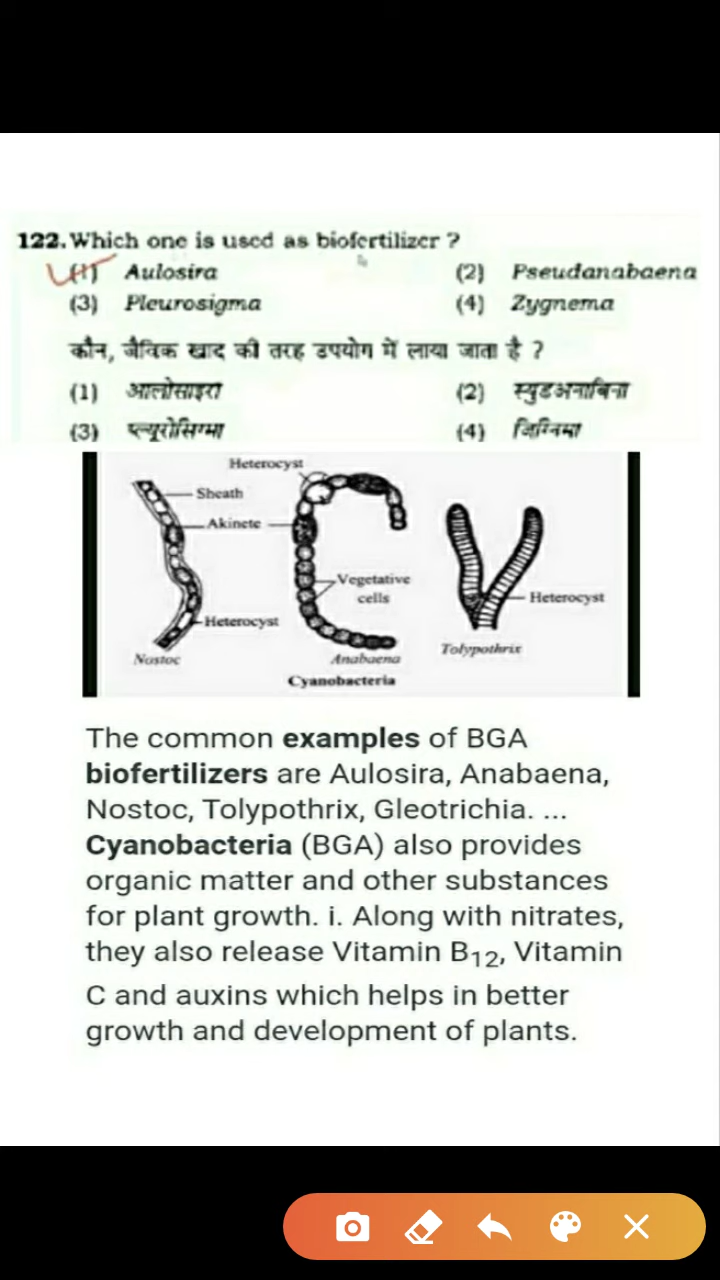 122. Which one is used as biofertilizer ?
(1) Aulosira (2) Pseudanabaena
(3) Pleurosigma (4) Zygnema
कौन, जैविक खाद की तरह उपयोग में लाया जाता है ?
(1) आलोसाइरा (2) स्युडअनाबिना
(3) प्ल्यूरोसिग्मा (4) जिग्निमा
Heterocyst
Sheath
Akinete
Vegetative
cells
Heterocyst
Heterocyst
Nostoc Anabaena Tolypothrix
Cyanobacteria
The common examples of BGA
biofertilizers are Aulosira, Anabaena,
Nostoc, Tolypothrix, Gleotrichia. ...
Cyanobacteria (BGA) also provides
organic matter and other substances
for plant growth. i. Along with nitrates,
they also release Vitamin B12, Vitamin
C and auxins which helps in better
growth and development of plants.